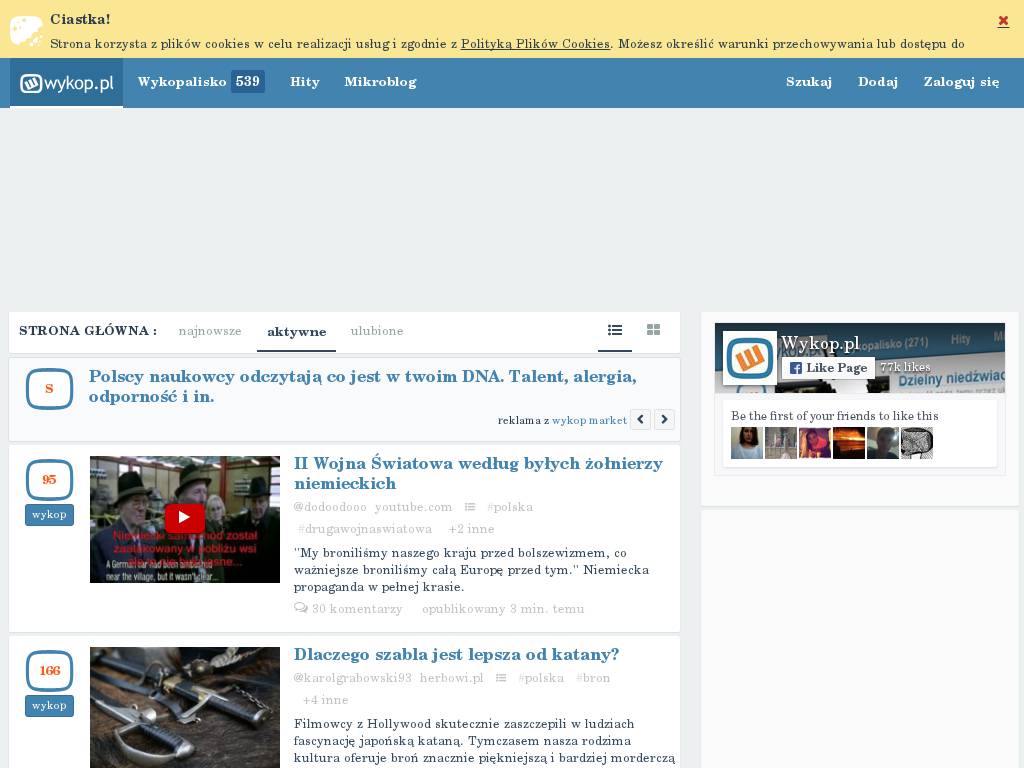 Ciastka!
Strona korzysta z plików cookies w celu realizacji usług i zgodnie z Polityką Plików Cookies. Możesz określić warunki przechowywania lub dostępu do
wykop.pl Wykopalisko 539 Hity Mikroblog Szukaj Dodaj Zaloguj się
STRONA GŁÓWNA : najnowsze aktywne ulubione
S
Polscy naukowcy odczytają co jest w twoim DNA. Talent, alergia,
odporność i in.
reklama z wykop market
95
wykop
II Wojna Światowa według byłych żołnierzy
niemieckich
@dodoodooo youtube.com #polska
#drugawojnaswiatowa +2 inne
"My broniliśmy naszego kraju przed bolszewizmem, co
ważniejsze broniliśmy całą Europę przed tym." Niemiecka
propaganda w pełnej krasie.
30 komentarzy opublikowany 3 min. temu
Niemiecki samochód został
zaatakowany w pobliżu wsi
A German car had been ambushed
near the village, but it wasn't clear...
166
wykop
Dlaczego szabla jest lepsza od katany?
@karolgrabowski93 herbowi.pl #polska #bron
+4 inne
Filmowcy z Hollywood skutecznie zaszczepili w ludziach
fascynację japońską kataną. Tymczasem nasza rodzima
kultura oferuje broń znacznie piękniejszą i bardziej morderczą
Wykop.pl
Like Page 77k likes
kopalisko (271) Hity Mi
Dzielny niedźwiad
Be the first of your friends to like this